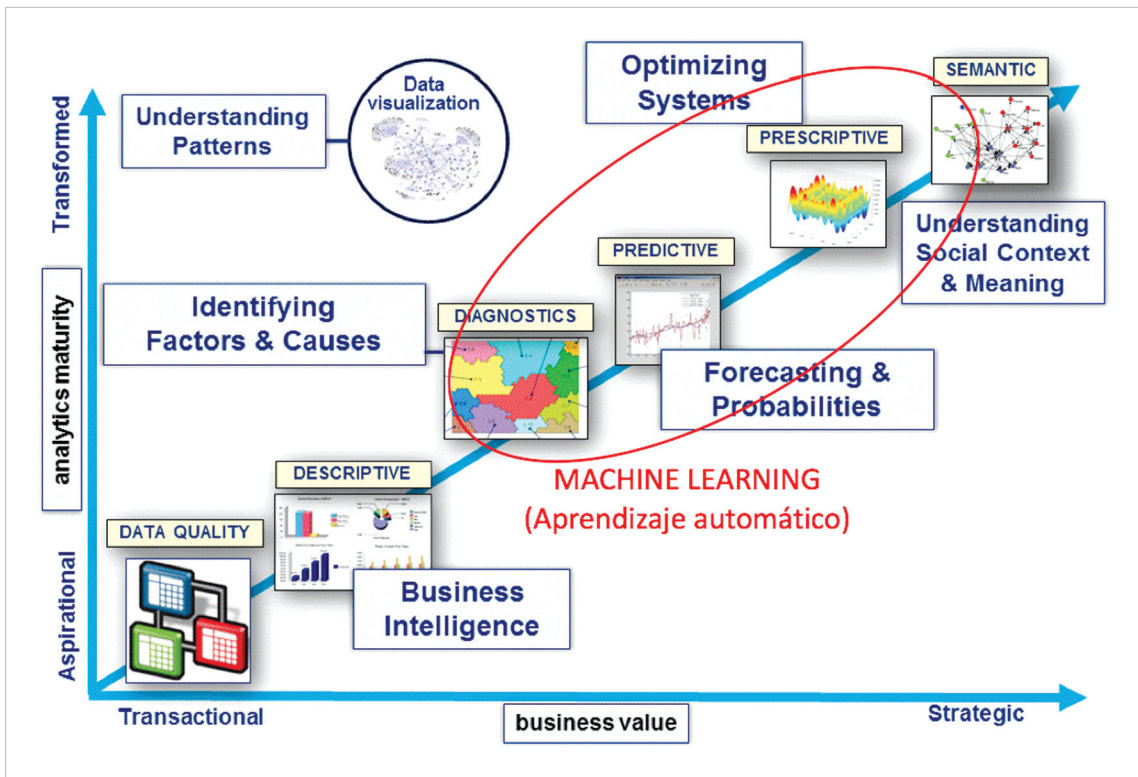 Optimizing
Systems
SEMANTIC
Data
visualization
Understanding
Patterns
Transformed
PRESCRIPTIVE
Understanding
Social Context
& Meaning
PREDICTIVE
Identifying
Factors & Causes
DIAGNOSTICS
analytics maturity
Forecasting &
Probabilities
MACHINE LEARNING
(Aprendizaje automático)
DESCRIPTIVE
DATA QUALITY
Business
Intelligence
Aspirational
Transactional
business value
Strategic